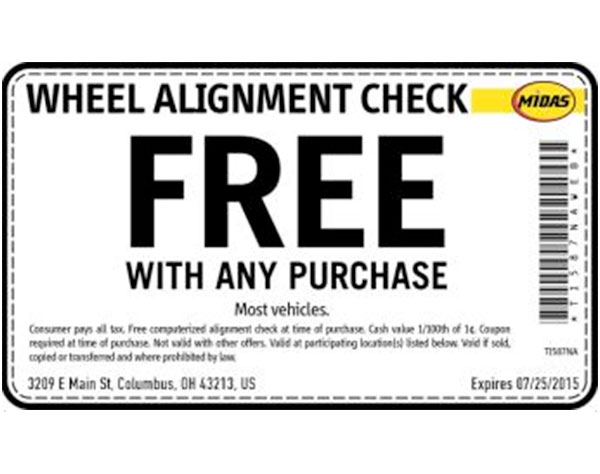 WHEEL ALIGNMENT CHECK
MIDAS
FREE
WITH ANY PURCHASE
Most vehicles.
Consumer pays all tax. Free computerized alignment check at time of purchase. Cash value 1/100th of 1¢. Coupon
required at time of purchase. Not valid with other offers. Valid at participating location(s) listed below. Void if sold,
copied or transferred and where prohibited by law.
*TI587NAWEB*
TI587NA
3209 E Main St, Columbus, OH 43213, US
Expires 07/25/2015